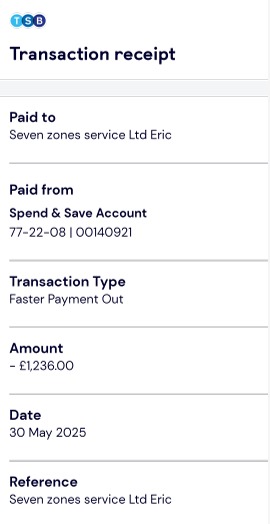 TSB
Transaction receipt
Paid to
Seven zones service Ltd Eric
Paid from
Spend & Save Account
77-22-08 | 00140921
Transaction Type
Faster Payment Out
Amount
- £1,236.00
Date
30 May 2025
Reference
Seven zones service Ltd Eric